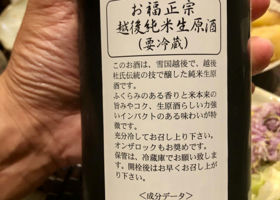 お福正宗
越後純米生原酒
(要冷蔵)
このお酒は、雪国越後で、越後
杜氏伝統の技で醸した純米生原
酒です。
ふくらみのある香りと米本来の
旨みやコク、生原酒らしい力強
いインパクトのある味わいが特
徴です。
充分冷してお召し上り下さい。
オンザロックもお奨めです。
保管は、冷蔵庫でお願い致しま
す。開栓後はお早くお召し上が
り下さい。
<成分データ>